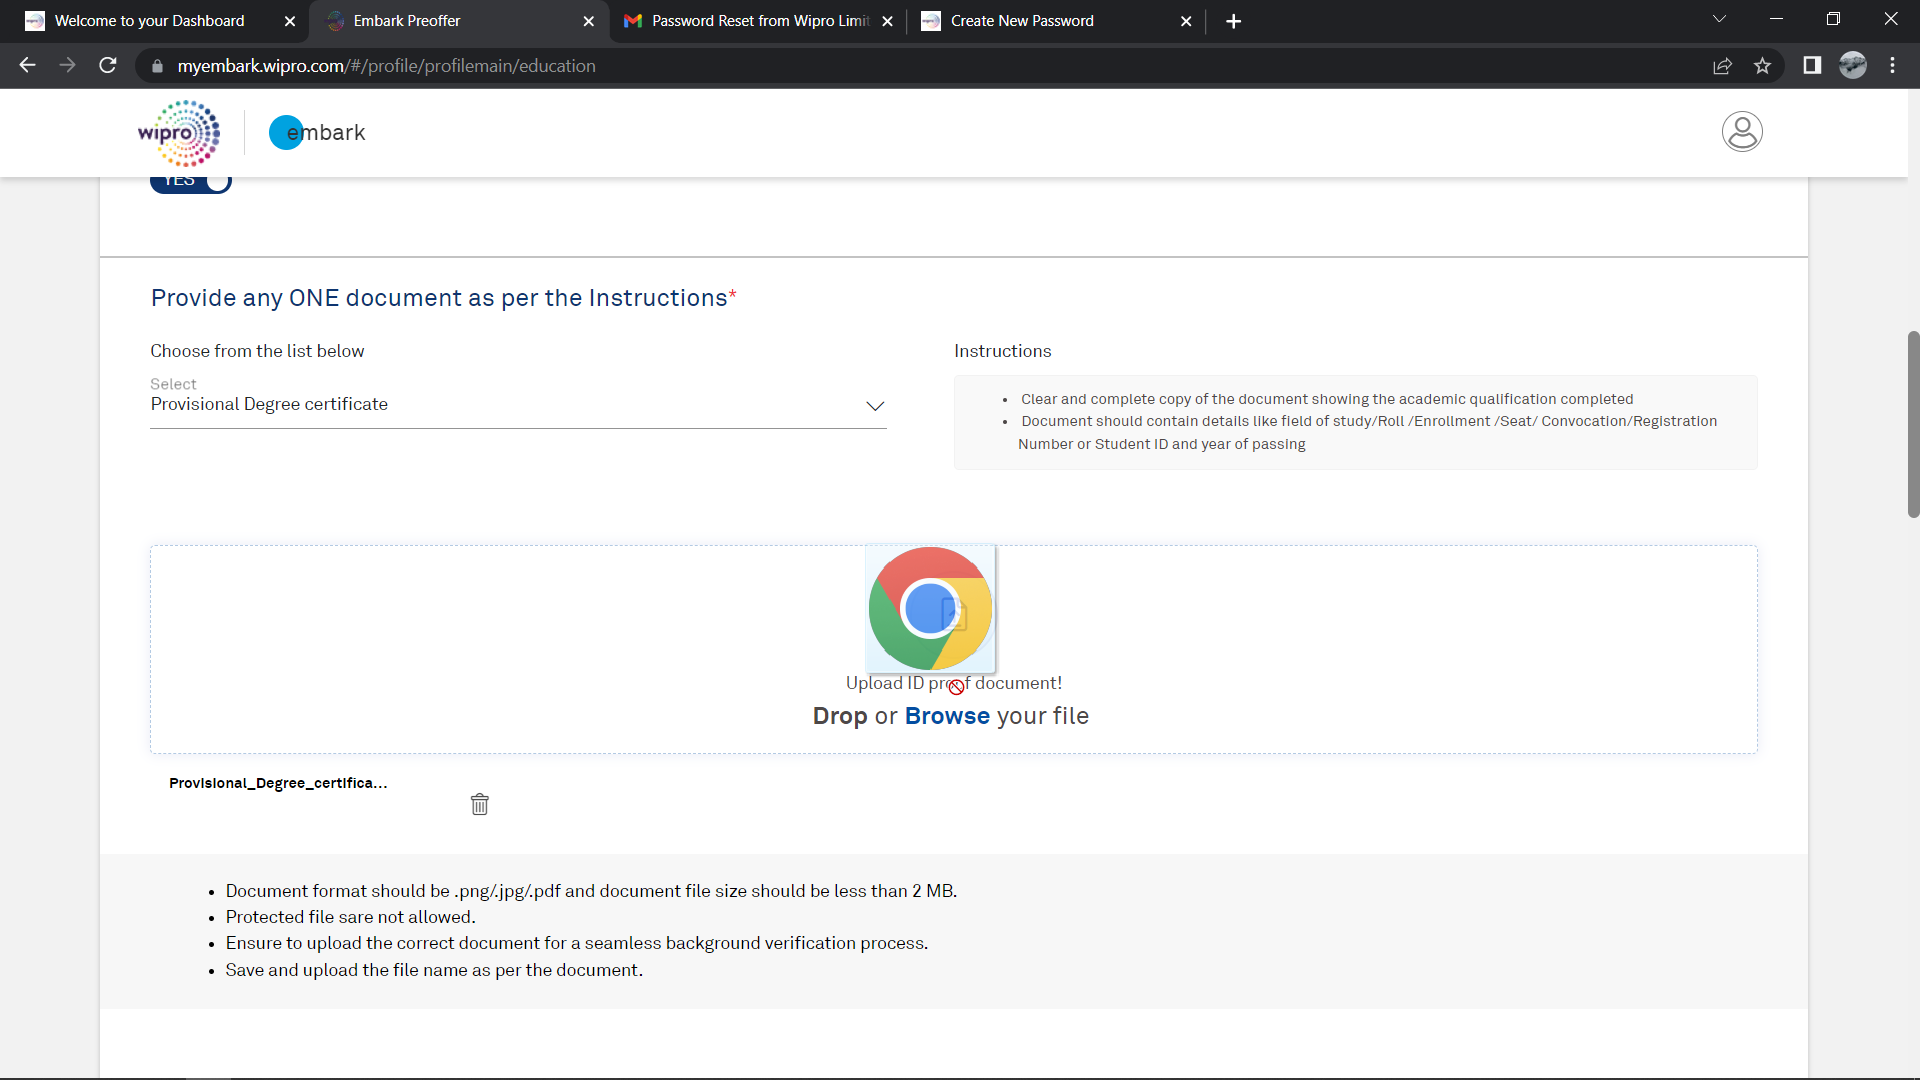 Welcome to your Dashboard
Embark Preoffer
Password Reset from Wipro Limit
Create New Password
myembark.wipro.com/#/profile/profilemain/education
wipro
embark
YES
Provide any ONE document as per the Instructions*
Choose from the list below
Select
Provisional Degree certificate
Instructions
• Clear and complete copy of the document showing the academic qualification completed
• Document should contain details like field of study/Roll /Enrollment /Seat/ Convocation/Registration
Number or Student ID and year of passing
Upload ID proof document!
Drop or Browse your file
Provisional_Degree_certifica...
• Document format should be .png/.jpg/.pdf and document file size should be less than 2 MB.
• Protected file sare not allowed.
• Ensure to upload the correct document for a seamless background verification process.
• Save and upload the file name as per the document.